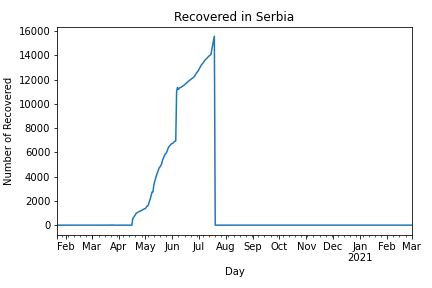 Recovered in Serbia
Number of Recovered
16000
14000
12000
10000
8000
6000
4000
2000
0
Feb Mar Apr May Jun Jul Aug Sep Oct Nov Dec Jan Feb Mar
2021
Day